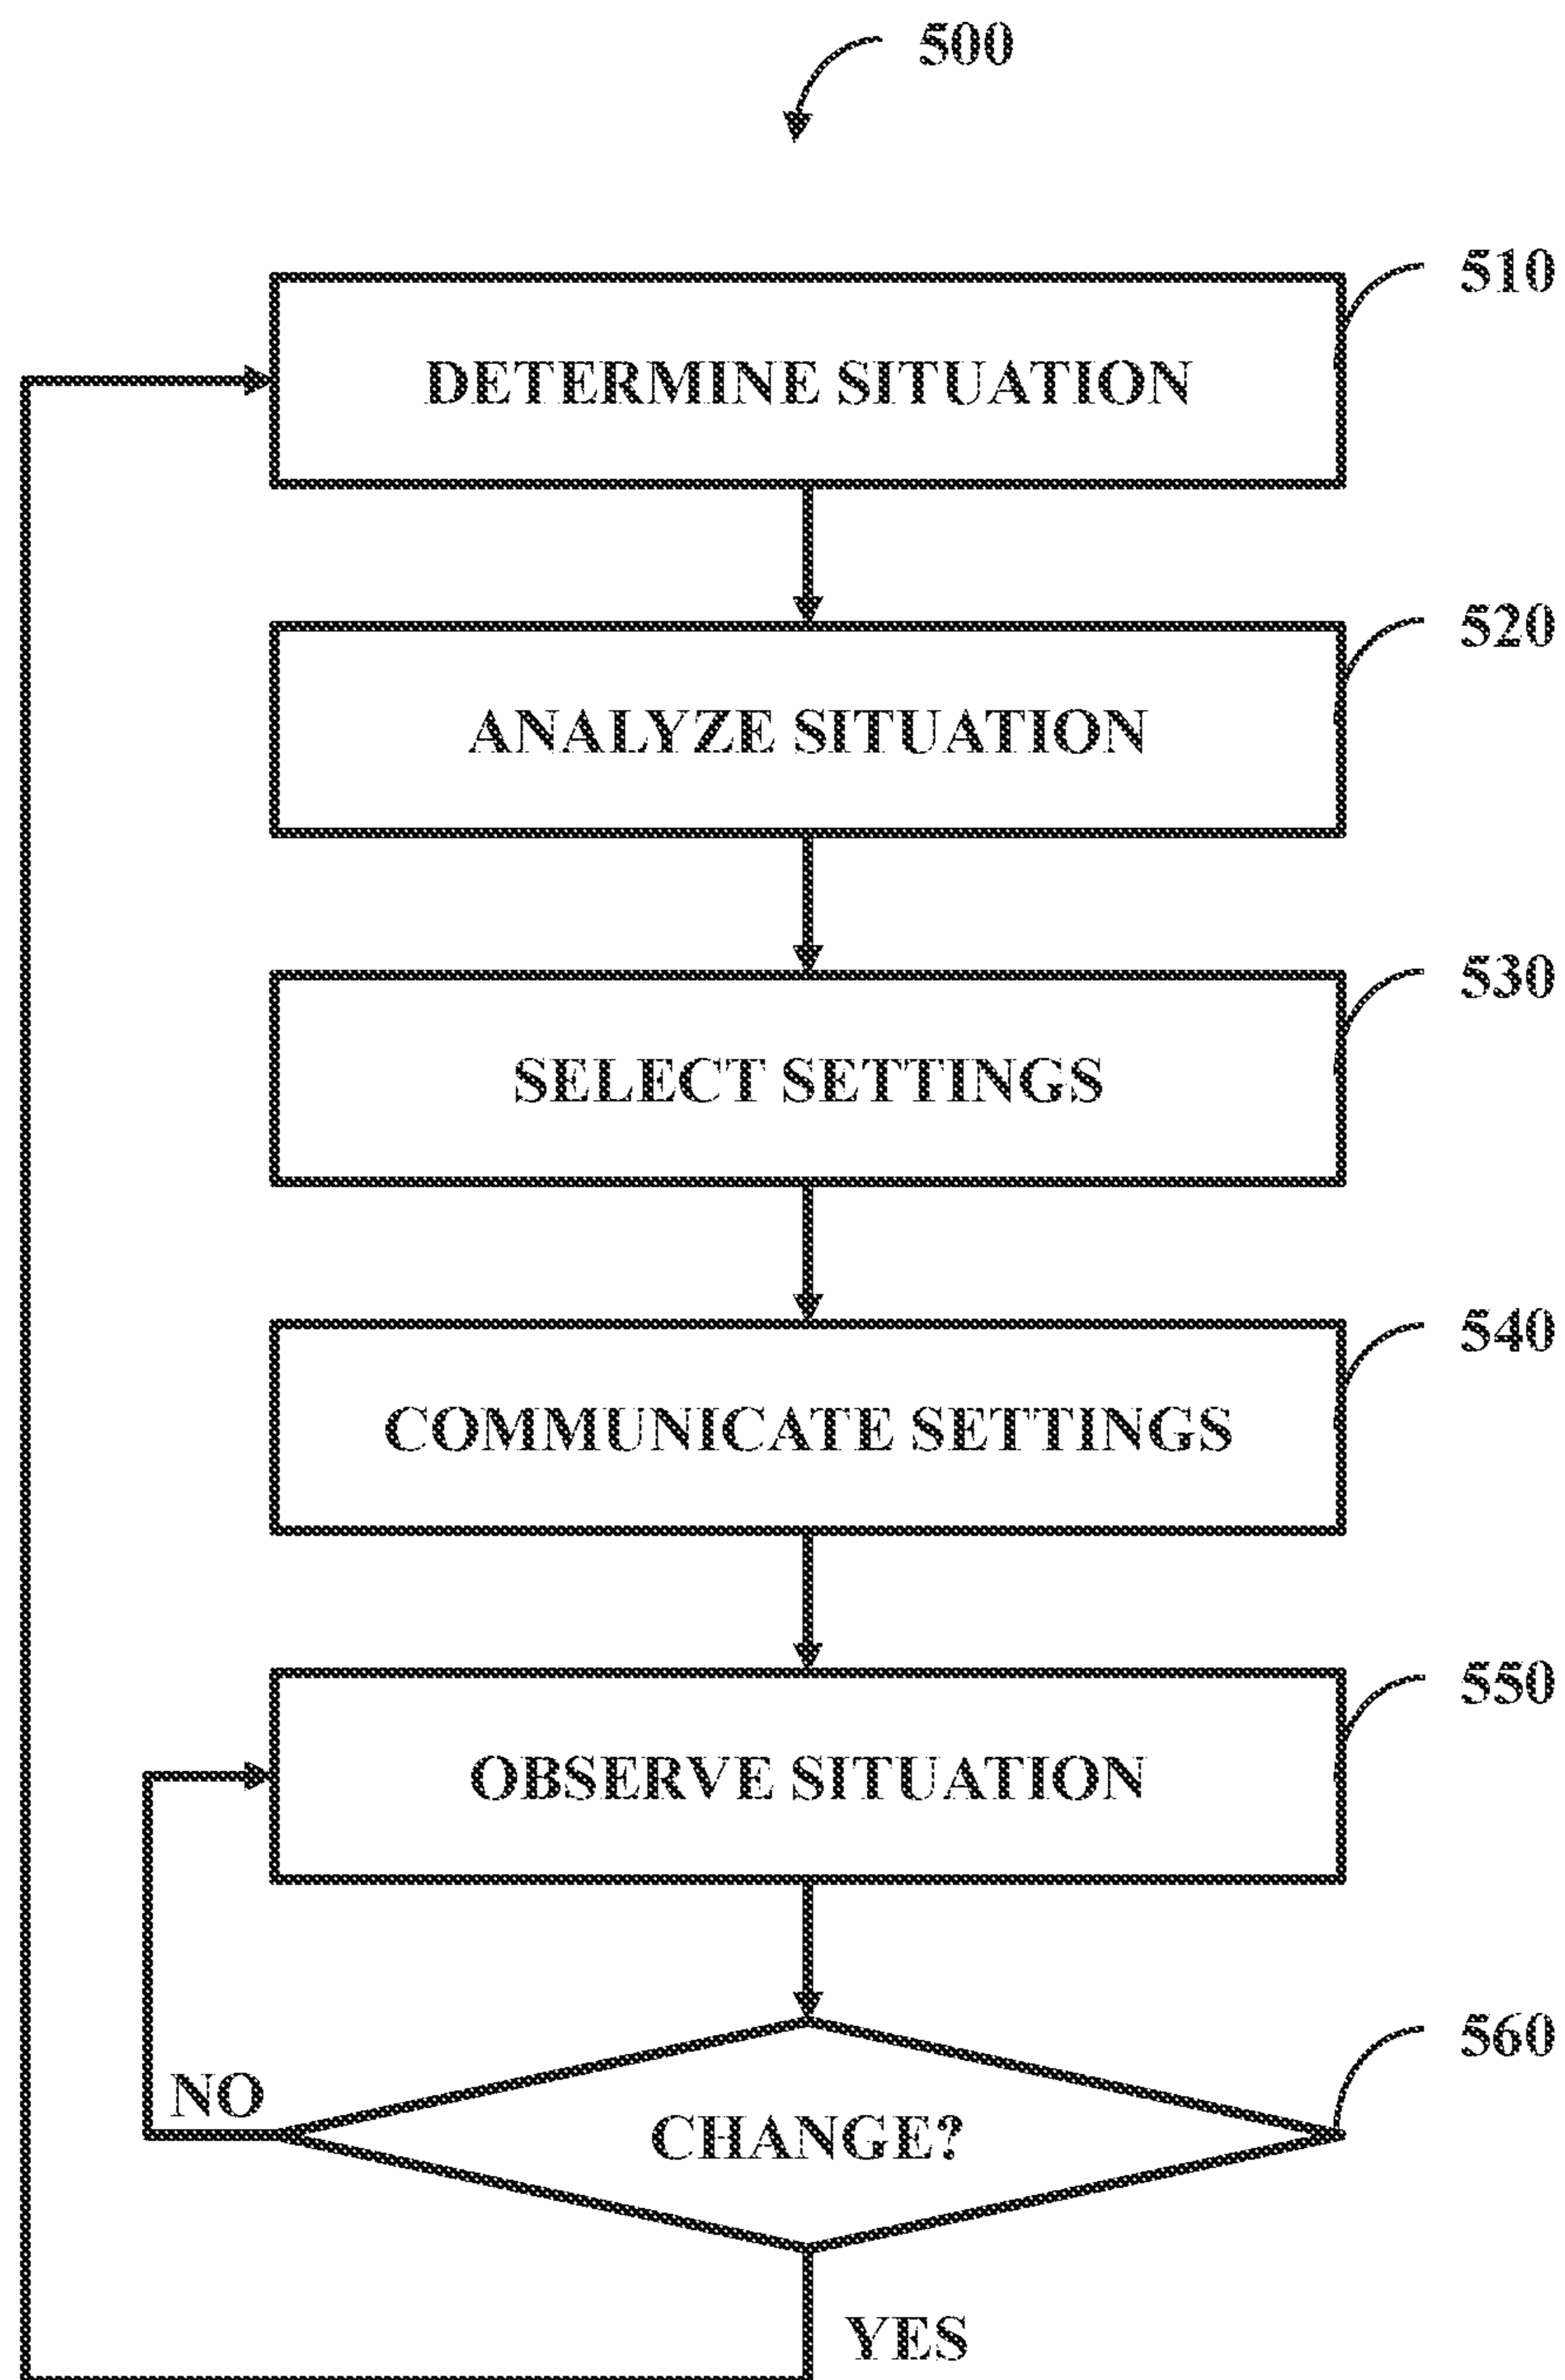 500
510
DETERMINE SITUATION
520
ANALYZE SITUATION
530
SELECT SETTINGS
540
COMMUNICATE SETTINGS
550
OBSERVE SITUATION
560
NO
CHANGE?
YES